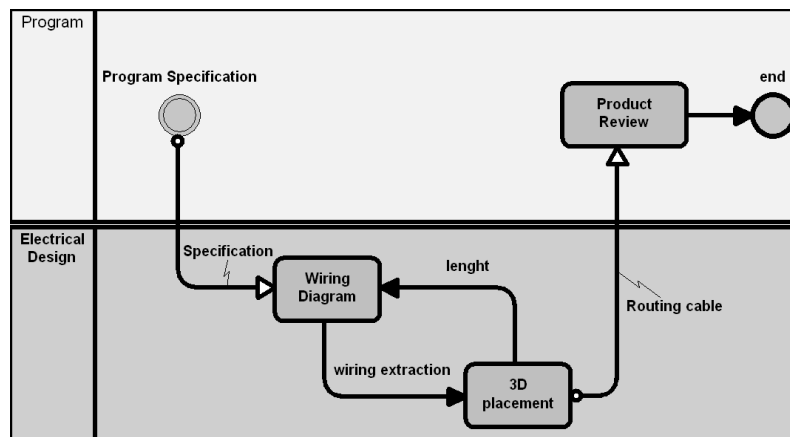 Program
Program Specification
end
Product
Review
Electrical
Design
Specification
Wiring
Diagram
lenght
Routing cable
wiring extraction
3D
placement